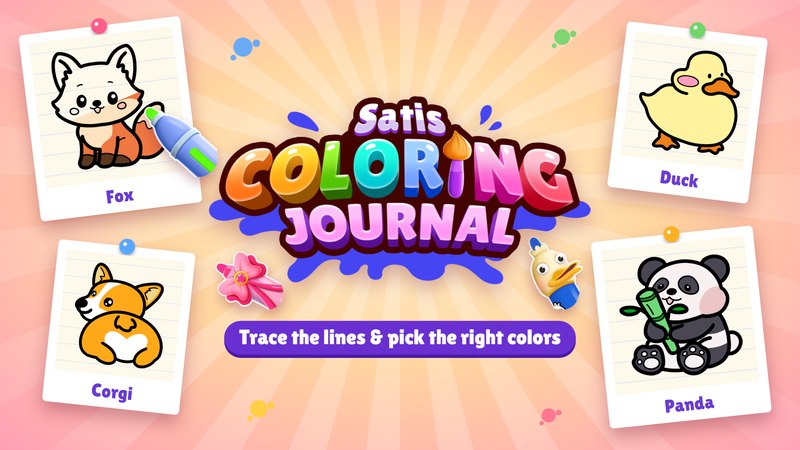 Satis
COLORING
JOURNAL
Fox
Duck
Trace the lines & pick the right colors
Corgi
Panda